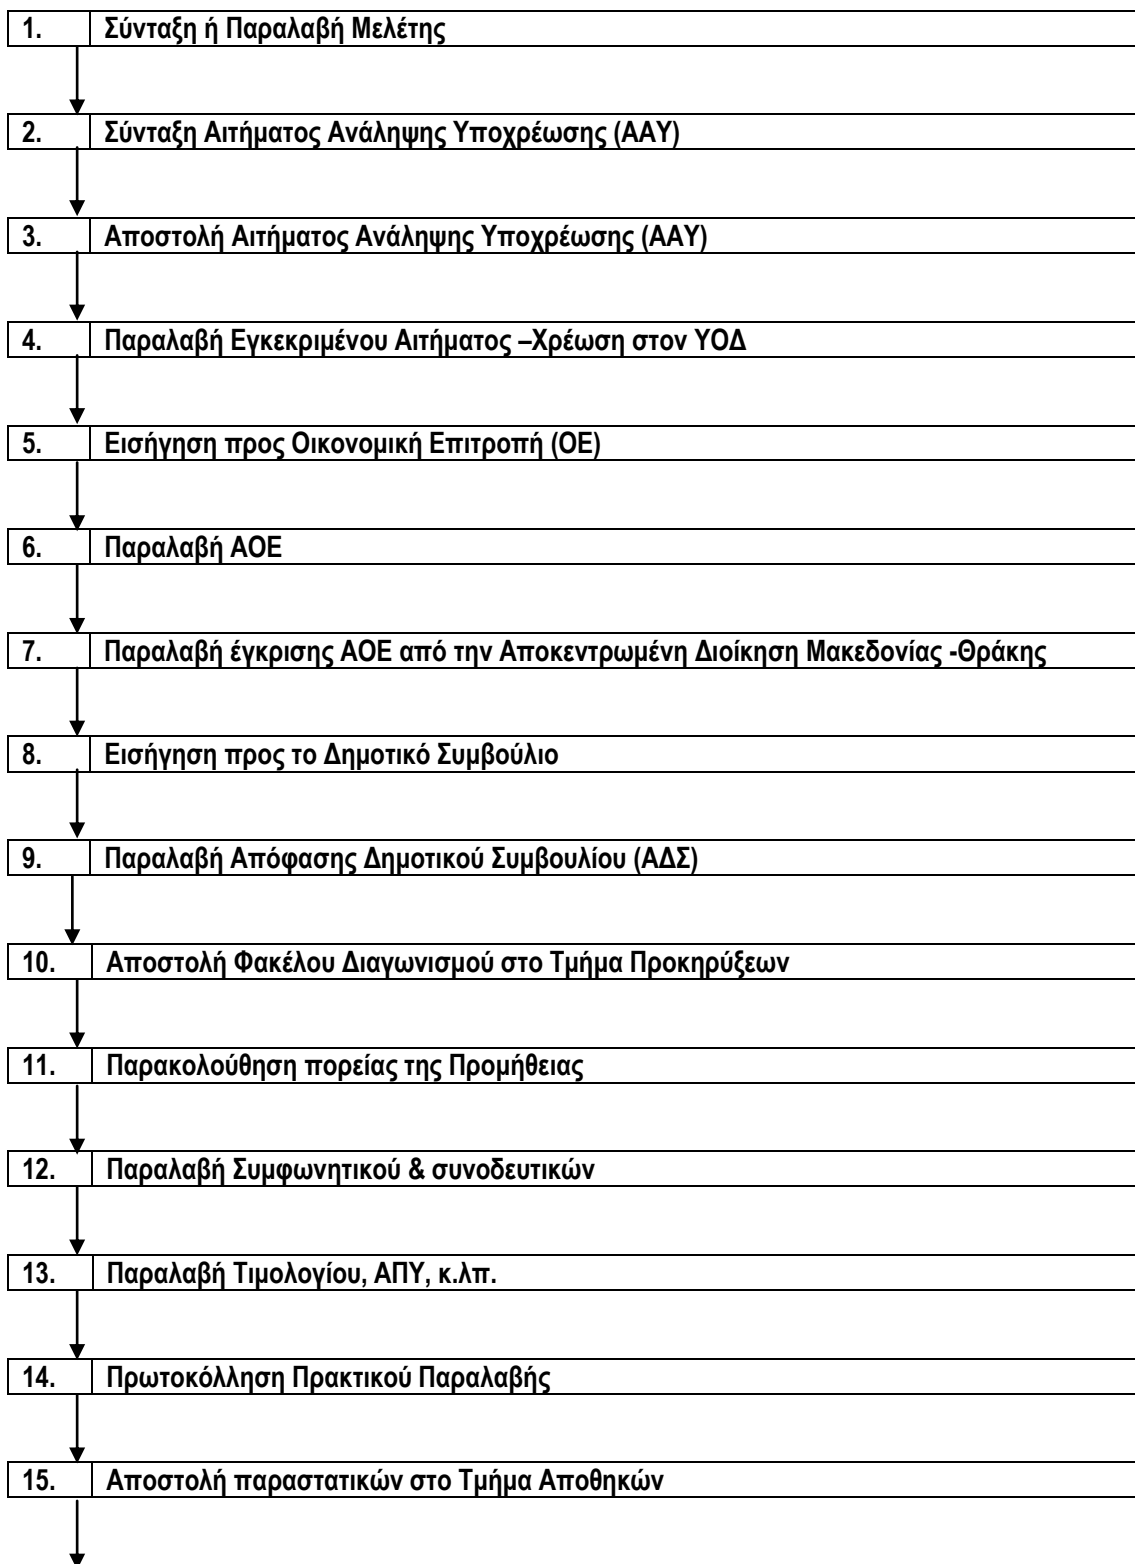 1. Σύνταξη ή Παραλαβή Μελέτης
2. Σύνταξη Αιτήματος Ανάληψης Υποχρέωσης (ΑΑΥ)
3. Αποστολή Αιτήματος Ανάληψης Υποχρέωσης (ΑΑΥ)
4. Παραλαβή Εγκεκριμένου Αιτήματος –Χρέωση στον ΥΟΔ
5. Εισήγηση προς Οικονομική Επιτροπή (ΟΕ)
6. Παραλαβή ΑΟΕ
7. Παραλαβή έγκρισης ΑΟΕ από την Αποκεντρωμένη Διοίκηση Μακεδονίας -Θράκης
8. Εισήγηση προς το Δημοτικό Συμβούλιο
9. Παραλαβή Απόφασης Δημοτικού Συμβουλίου (ΑΔΣ)
10. Αποστολή Φακέλου Διαγωνισμού στο Τμήμα Προκηρύξεων
11. Παρακολούθηση πορείας της Προμήθειας
12. Παραλαβή Συμφωνητικού & συνοδευτικών
13. Παραλαβή Τιμολογίου, ΑΠΥ, κ.λπ.
14. Πρωτοκόλληση Πρακτικού Παραλαβής
15. Αποστολή παραστατικών στο Τμήμα Αποθηκών